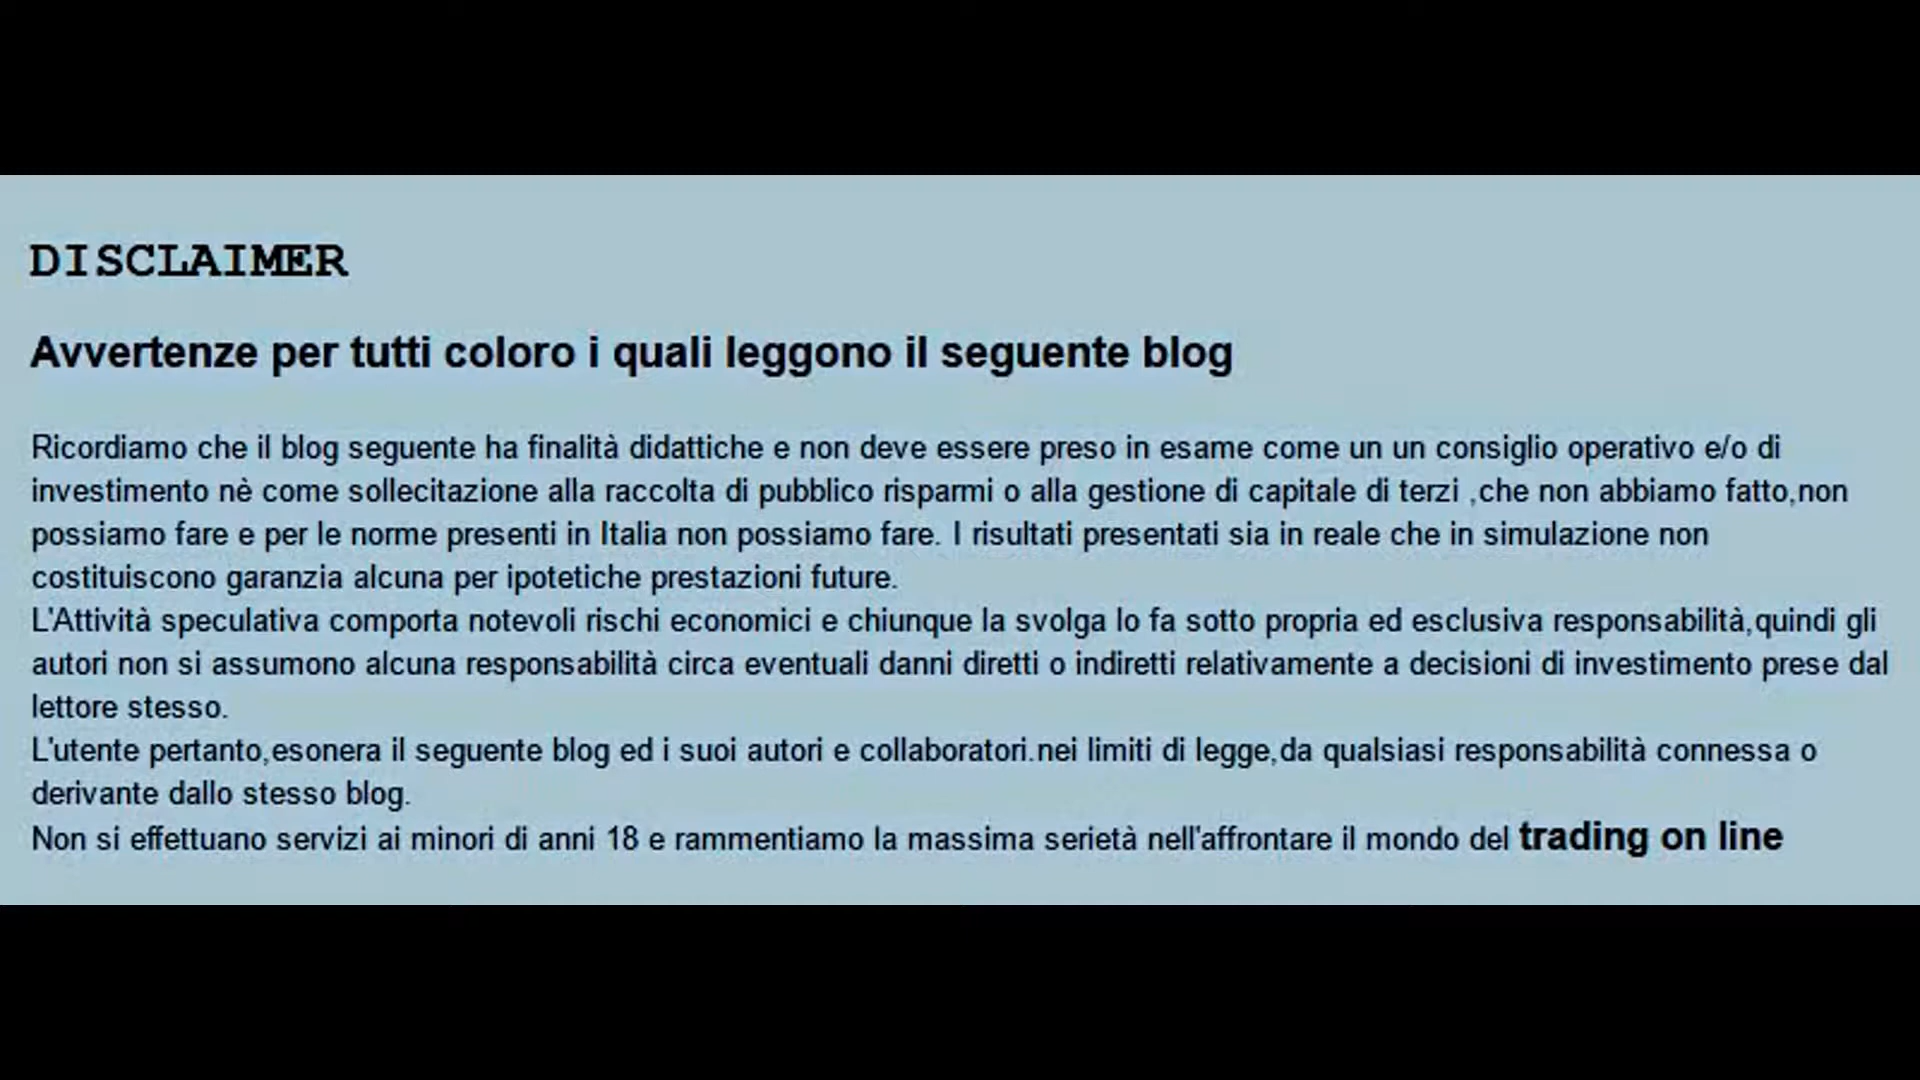 DISCLAIMER
Avvertenze per tutti coloro i quali leggono il seguente blog
Ricordiamo che il blog seguente ha finalità didattiche e non deve essere preso in esame come un un consiglio operativo e/o di
investimento nè come sollecitazione alla raccolta di pubblico risparmi o alla gestione di capitale di terzi ,che non abbiamo fatto,non
possiamo fare e per le norme presenti in Italia non possiamo fare. I risultati presentati sia in reale che in simulazione non
costituiscono garanzia alcuna per ipotetiche prestazioni future.
L'Attività speculativa comporta notevoli rischi economici e chiunque la svolga lo fa sotto propria ed esclusiva responsabilità,quindi gli
autori non si assumono alcuna responsabilità circa eventuali danni diretti o indiretti relativamente a decisioni di investimento prese dal
lettore stesso.
L'utente pertanto,esonera il seguente blog ed i suoi autori e collaboratori.nei limiti di legge,da qualsiasi responsabilità connessa o
derivante dallo stesso blog.
Non si effettuano servizi ai minori di anni 18 e rammentiamo la massima serietà nell'affrontare il mondo del trading on line